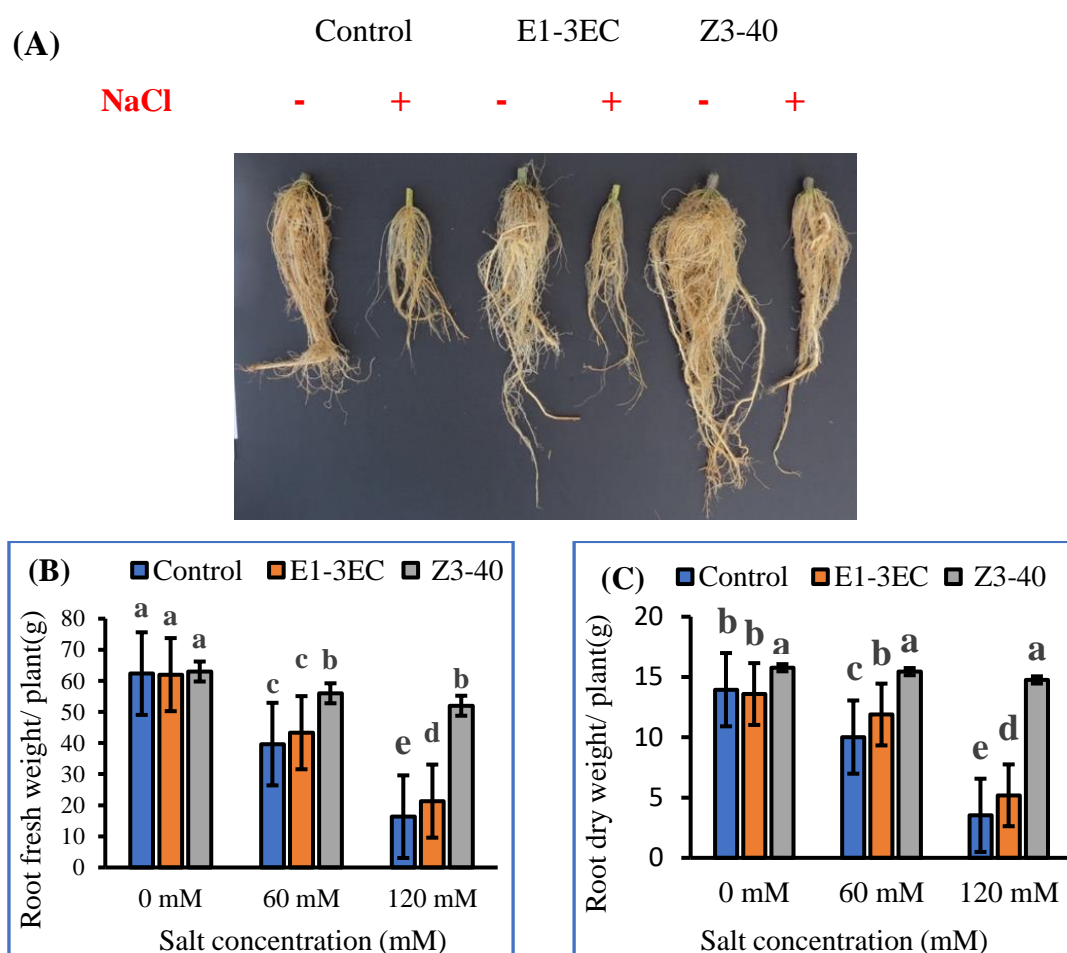 (A)
Control E1-3EC Z3-40
NaCl - + - + - +
(B)
Control E1-3EC Z3-40
Root fresh weight/ plant(g)
80
70
60
50
40
30
20
10
0
a a a
c c b
e d b
0 mM 60 mM 120 mM
Salt concentration (mM)
(C)
Control E1-3EC Z3-40
Root dry weight/ plant(g)
20
15
10
5
0
b b a
c b a
e d a
0 mM 60 mM 120 mM
Salt concentration (mM)